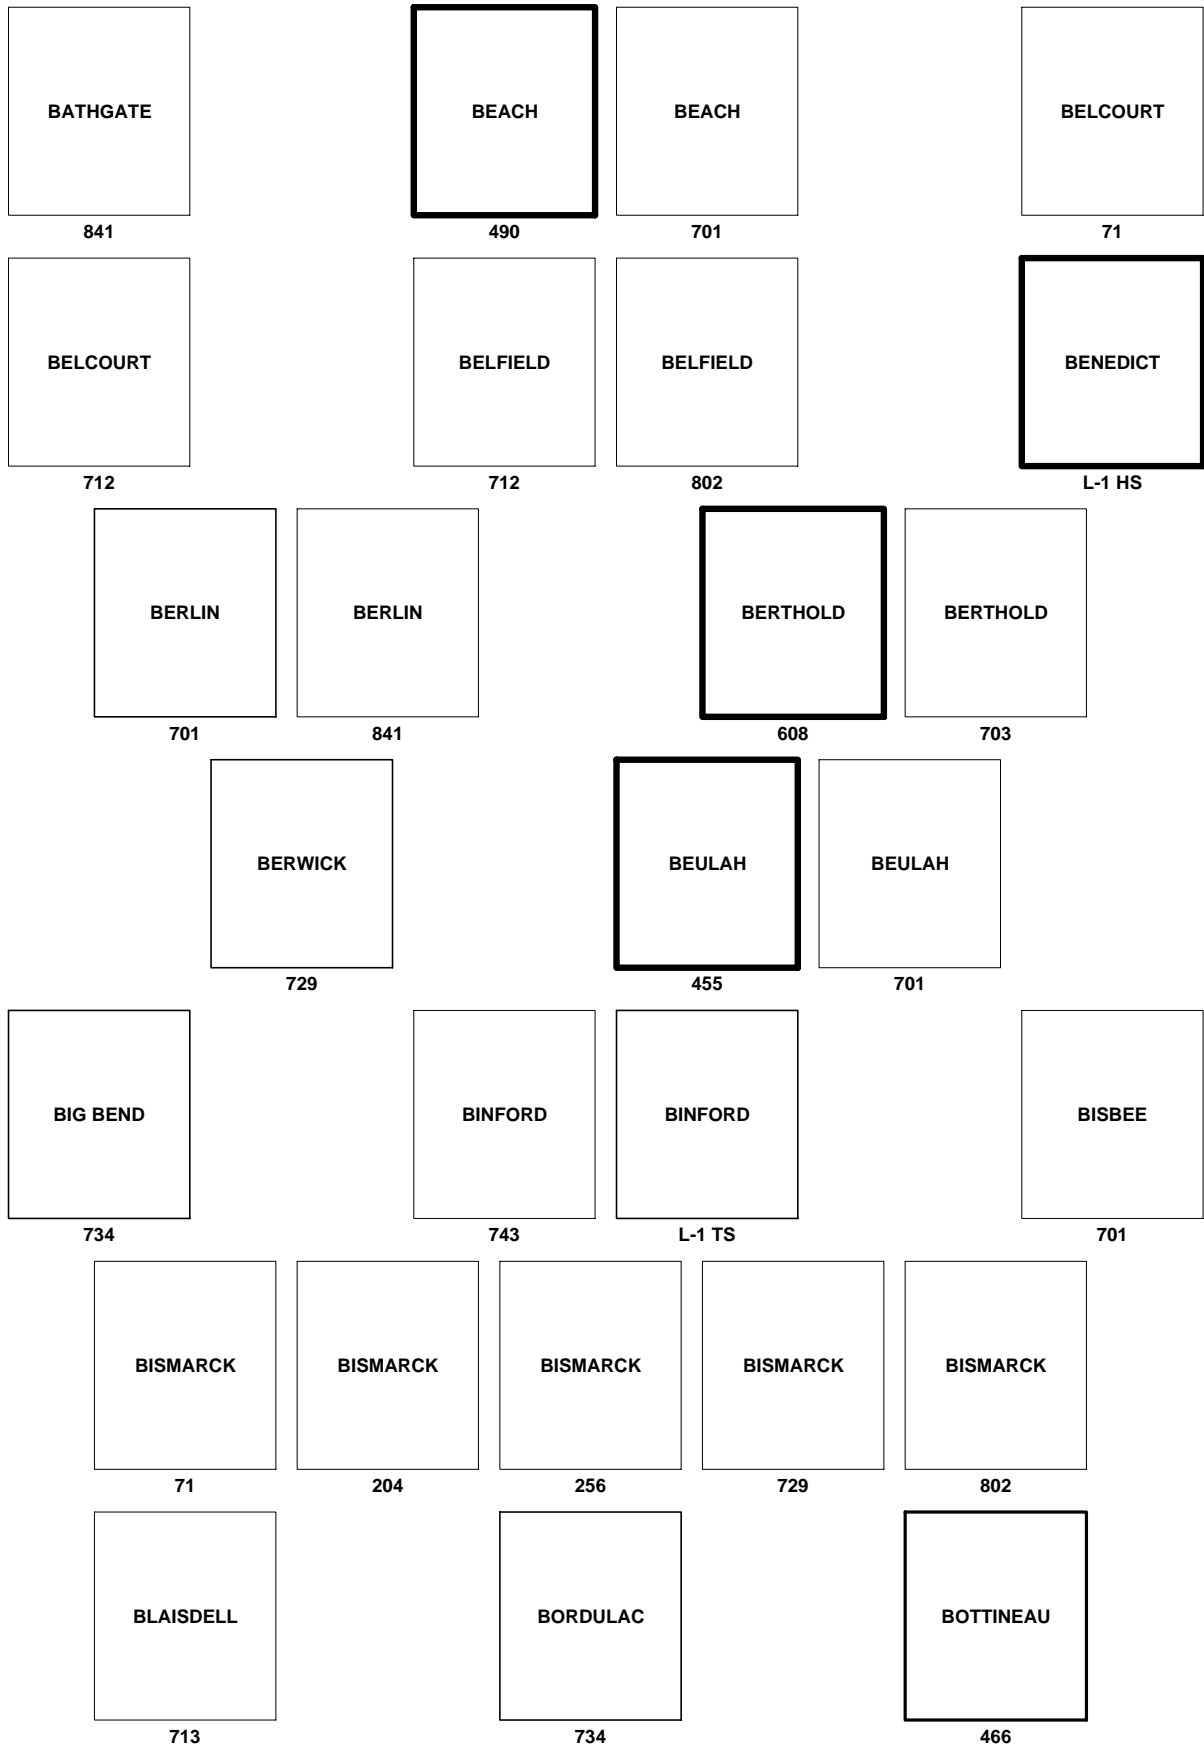 BATHGATE BEACH BEACH BELCOURT
841 490 701 71
BELCOURT BELFIELD BELFIELD BENEDICT
712 712 802 L-1 HS
BERLIN BERLIN BERTHOLD BERTHOLD
701 841 608 703
BERWICK BEULAH BEULAH
729 455 701
BIG BEND BINFORD BINFORD BISBEE
734 743 L-1 TS 701
BISMARCK BISMARCK BISMARCK BISMARCK BISMARCK
71 204 256 729 802
BLAISDELL BORDULAC BOTTINEAU
713 734 466